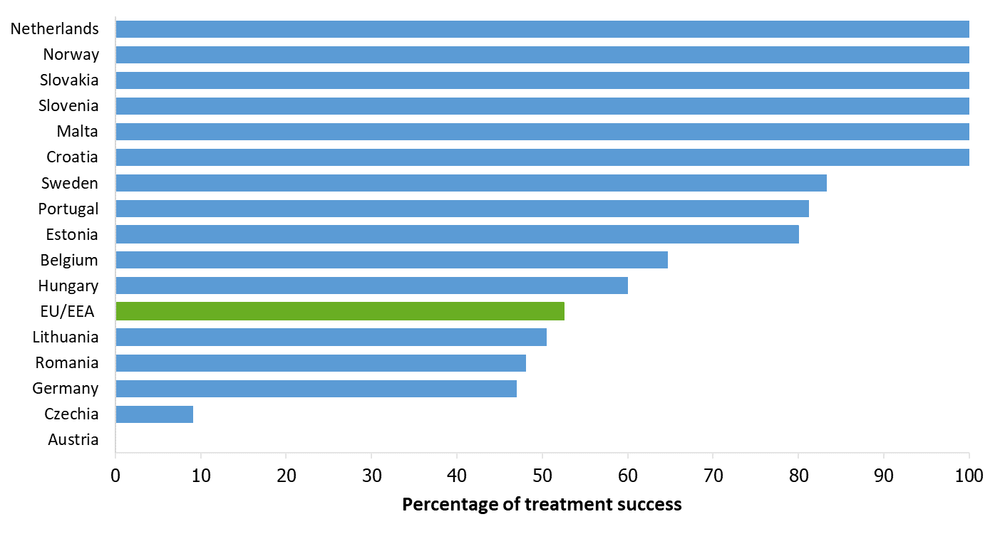 Netherlands
Norway
Slovakia
Slovenia
Malta
Croatia
Sweden
Portugal
Estonia
Belgium
Hungary
EU/EEA
Lithuania
Romania
Germany
Czechia
Austria
0 10 20 30 40 50 60 70 80 90 100
Percentage of treatment success